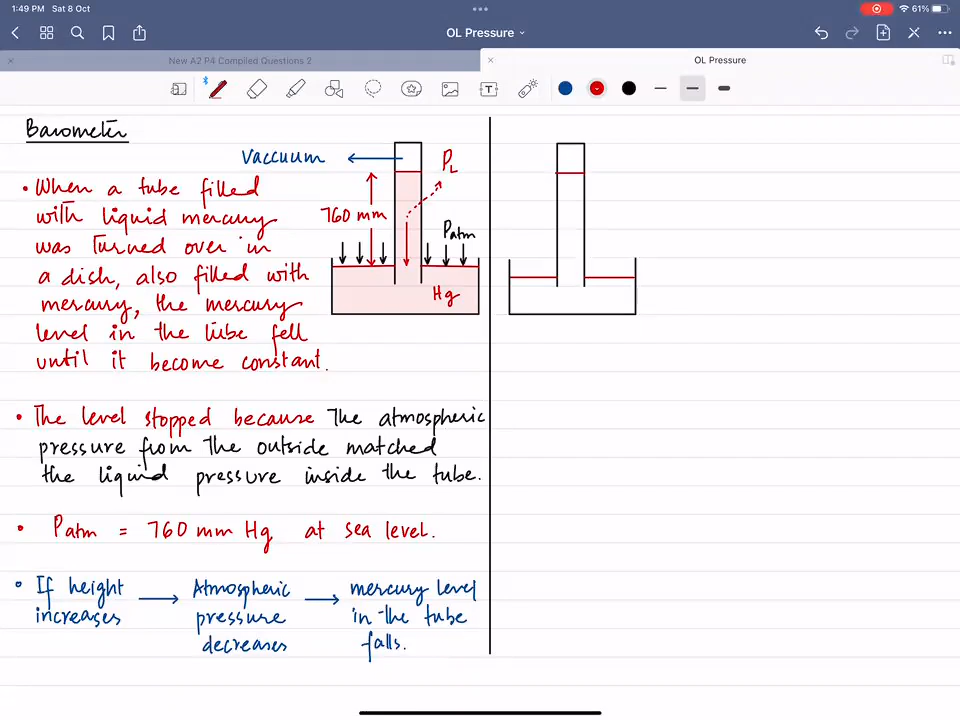 1:49 PM Sat 8 Oct
61%
OL Pressure
New A2 P4 Compiled Questions 2
OL Pressure
Barometer
Vaccuum
PL
760 mm
Patm
Hg
• When a tube filled
with liquid mercury
was turned over in
a dish, also filled with
mercury, the mercury
level in the tube fell
until it become constant.
• The level stopped because the atmospheric
pressure from the outside matched
the liquid pressure inside the tube.
• Patm = 760 mm Hg at sea level.
• If height increases → Atmospheric pressure decreases → mercury level in the tube falls.